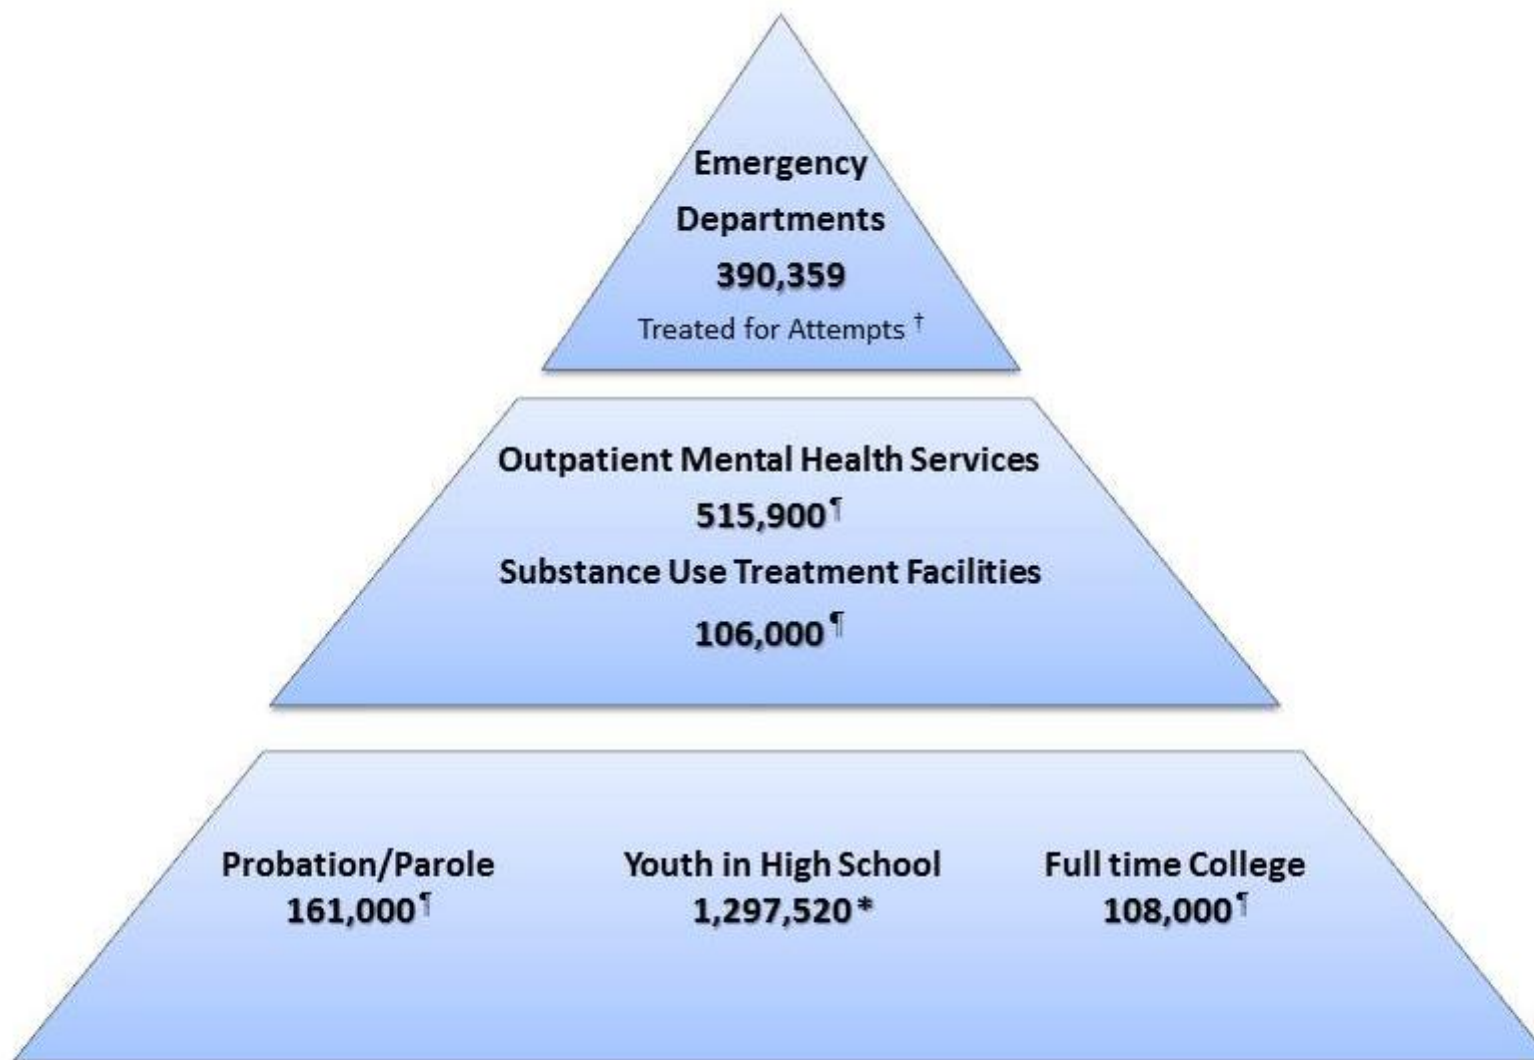 Emergency
Departments
390,359
Treated for Attempts †
Outpatient Mental Health Services
515,900¶
Substance Use Treatment Facilities
106,000¶
Probation/Parole
161,000¶
Youth in High School
1,297,520*
Full time College
108,000¶